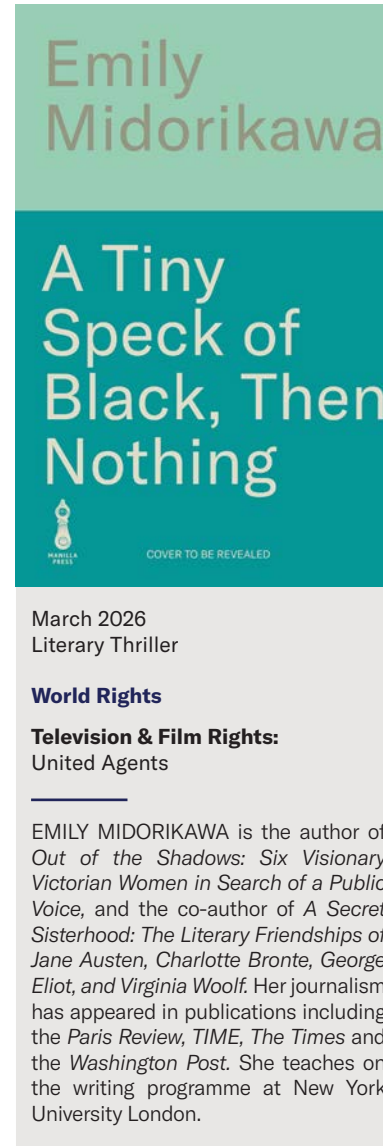 Emily
Midorikawa
A Tiny
Speck of
Black, Then
Nothing
MANILLA
PRESS
COVER TO BE REVEALED
March 2026
Literary Thriller
World Rights
Television & Film Rights:
United Agents
EMILY MIDORIKAWA is the author of
Out of the Shadows: Six Visionary
Victorian Women in Search of a Public
Voice, and the co-author of A Secret
Sisterhood: The Literary Friendships of
Jane Austen, Charlotte Bronte, George
Eliot, and Virginia Woolf. Her journalism
has appeared in publications including
the Paris Review, TIME, The Times and
the Washington Post. She teaches on
the writing programme at New York
University London.